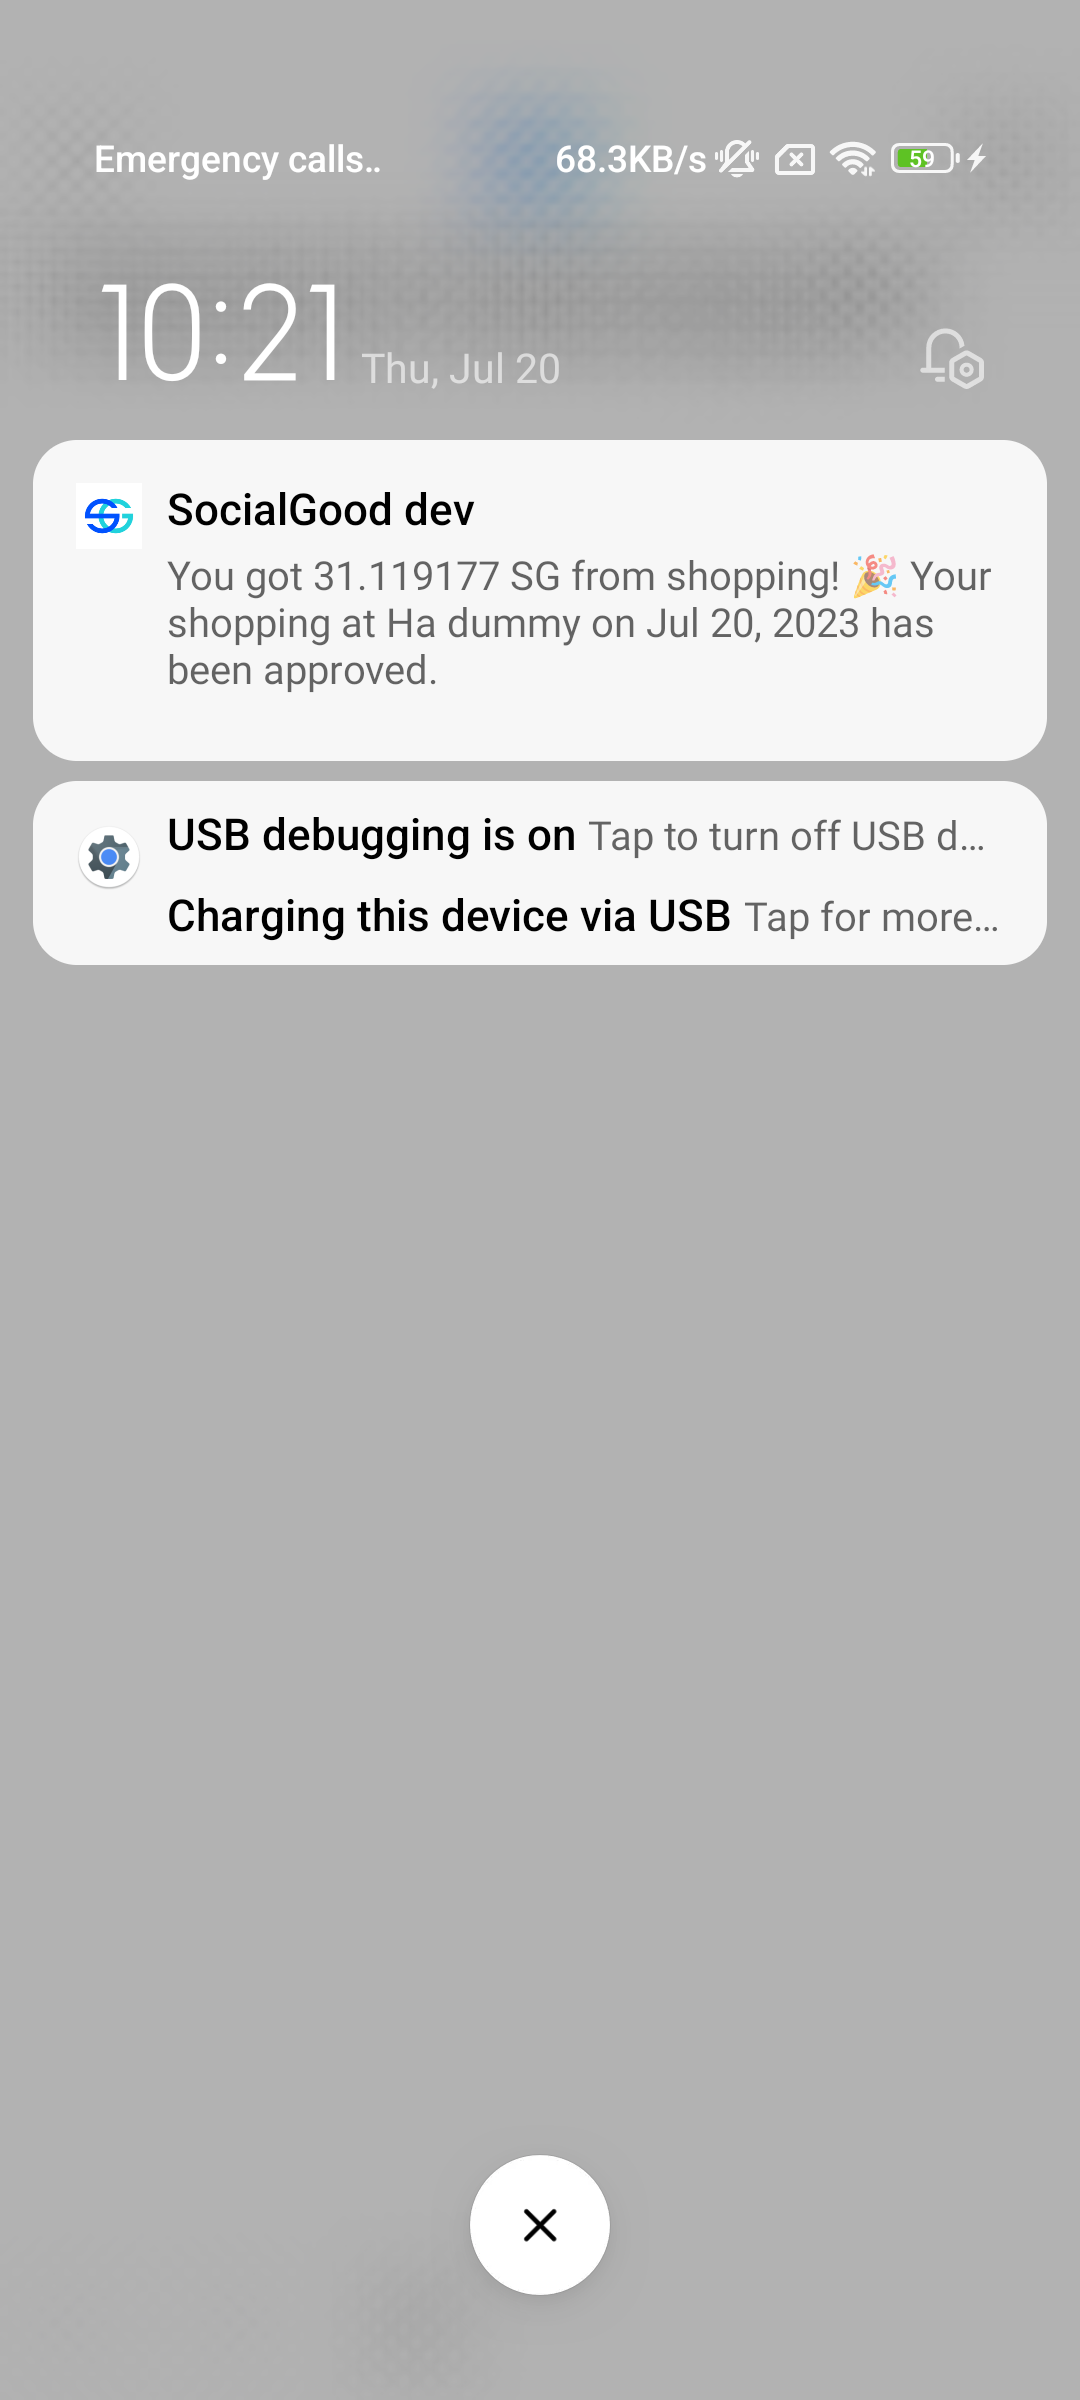 Emergency calls.. 68.3KB/s 59
10:21 Thu, Jul 20
SocialGood dev
You got 31.119177 SG from shopping! 🎉 Your
shopping at Ha dummy on Jul 20, 2023 has
been approved.
USB debugging is on Tap to turn off USB d...
Charging this device via USB Tap for more...